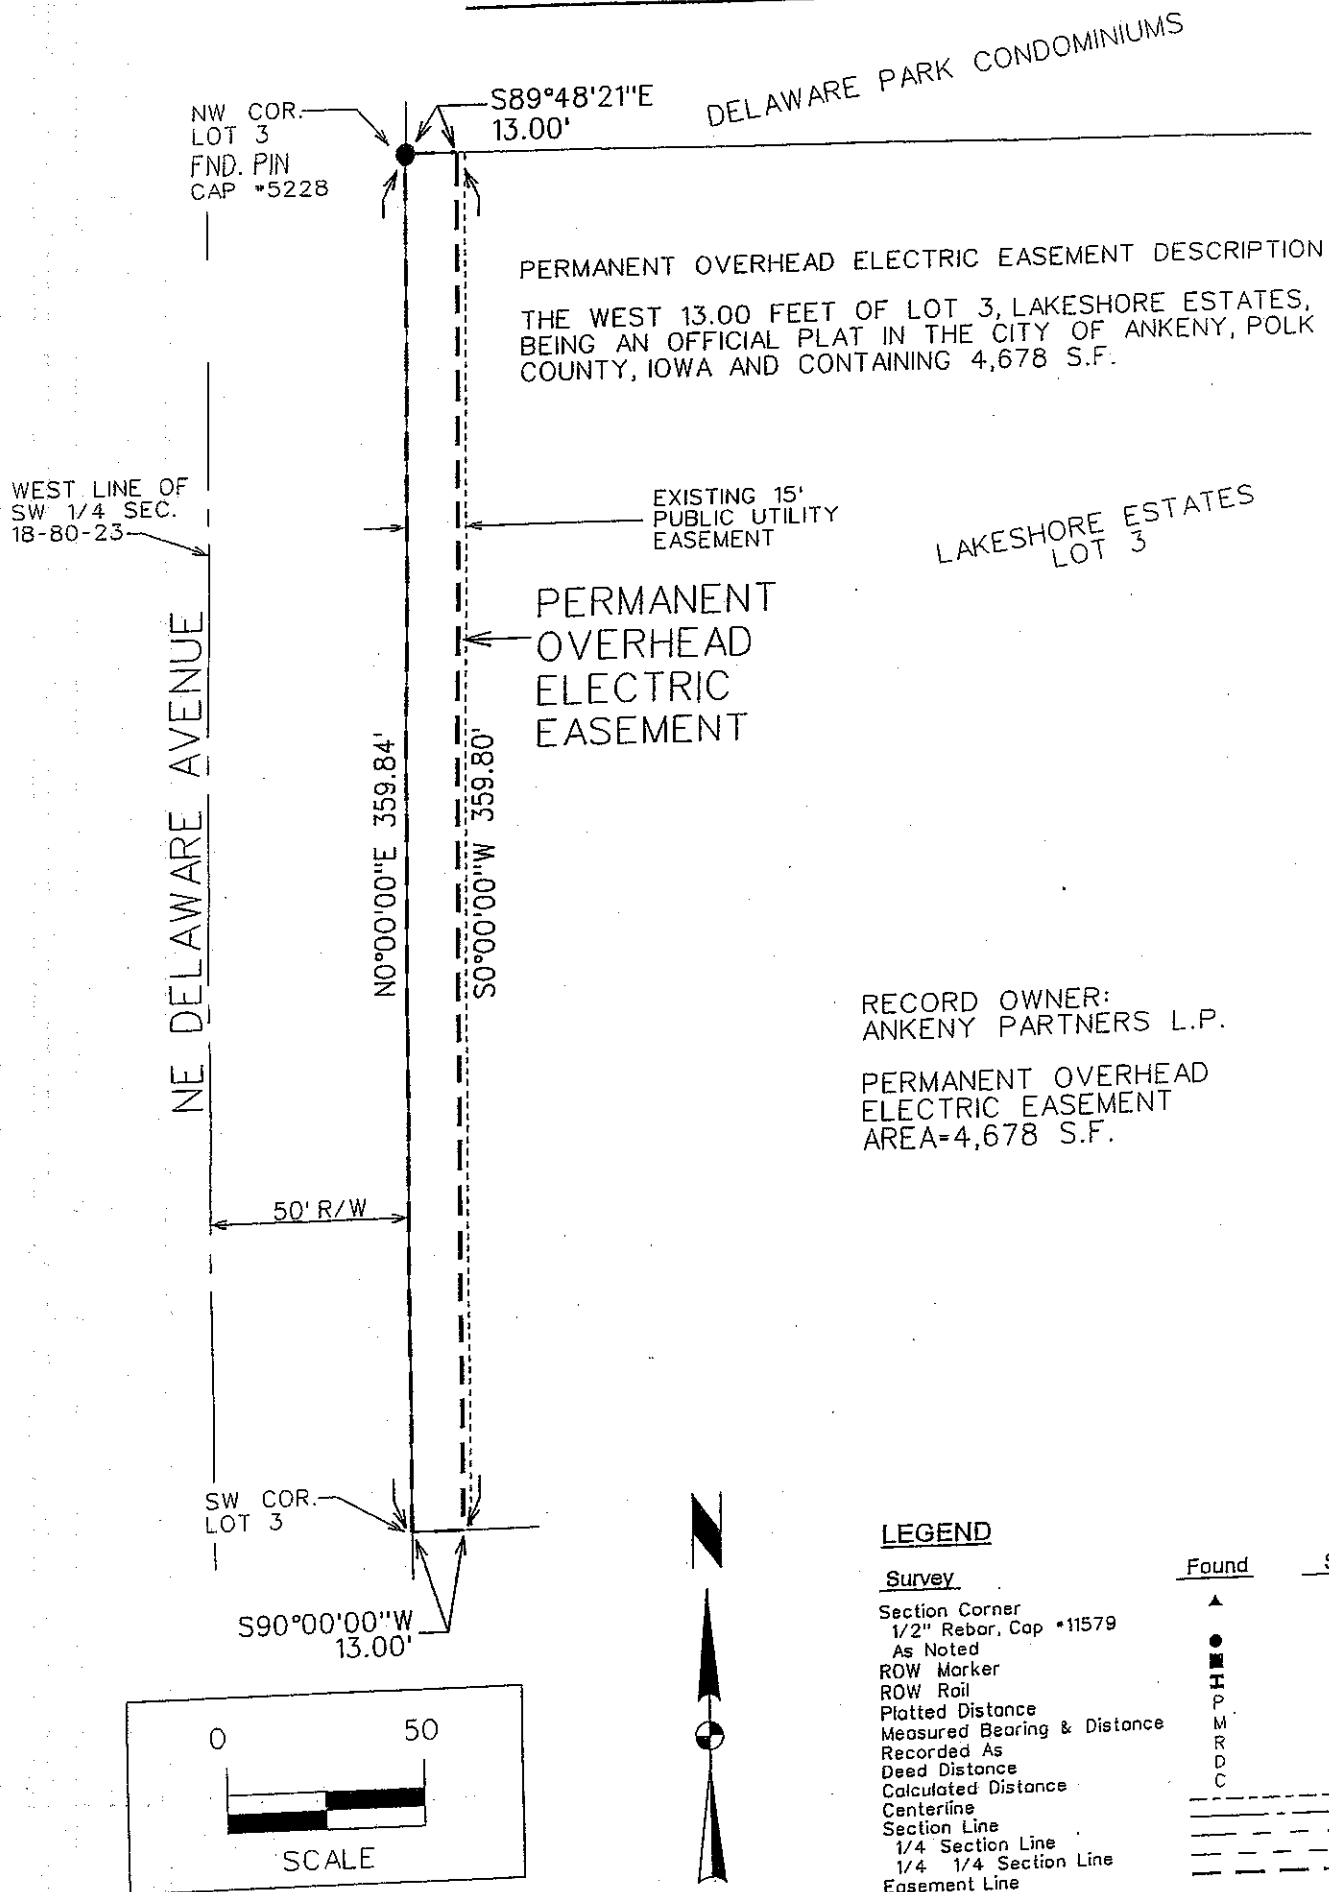 DELAWARE PARK CONDOMINIUMS
S89°48'21"E
13.00'
NW COR.
LOT 3
FND. PIN
CAP *5228
PERMANENT OVERHEAD ELECTRIC EASEMENT DESCRIPTION
THE WEST 13.00 FEET OF LOT 3, LAKESHORE ESTATES,
BEING AN OFFICIAL PLAT IN THE CITY OF ANKENY, POLK
COUNTY, IOWA AND CONTAINING 4,678 S.F.
WEST LINE OF
SW 1/4 SEC.
18-80-23
EXISTING 15'
PUBLIC UTILITY
EASEMENT
LAKESHORE ESTATES
LOT 3
PERMANENT
OVERHEAD
ELECTRIC
EASEMENT
NE DELAWARE AVENUE
N0°00'00"E 359.84'
S0°00'00"W 359.80'
RECORD OWNER:
ANKENY PARTNERS L.P.
PERMANENT OVERHEAD
ELECTRIC EASEMENT
AREA=4,678 S.F.
50' R/W
SW COR.
LOT 3
S90°00'00"W
13.00'
N
0 50
SCALE
LEGEND
Survey Found
Section Corner
1/2" Rebar, Cap *11579
As Noted
ROW Marker
ROW Rail
Platted Distance P
Measured Bearing & Distance M
Recorded As R
Deed Distance D
Calculated Distance C
Centerline
Section Line
1/4 Section Line
1/4 1/4 Section Line
Easement Line